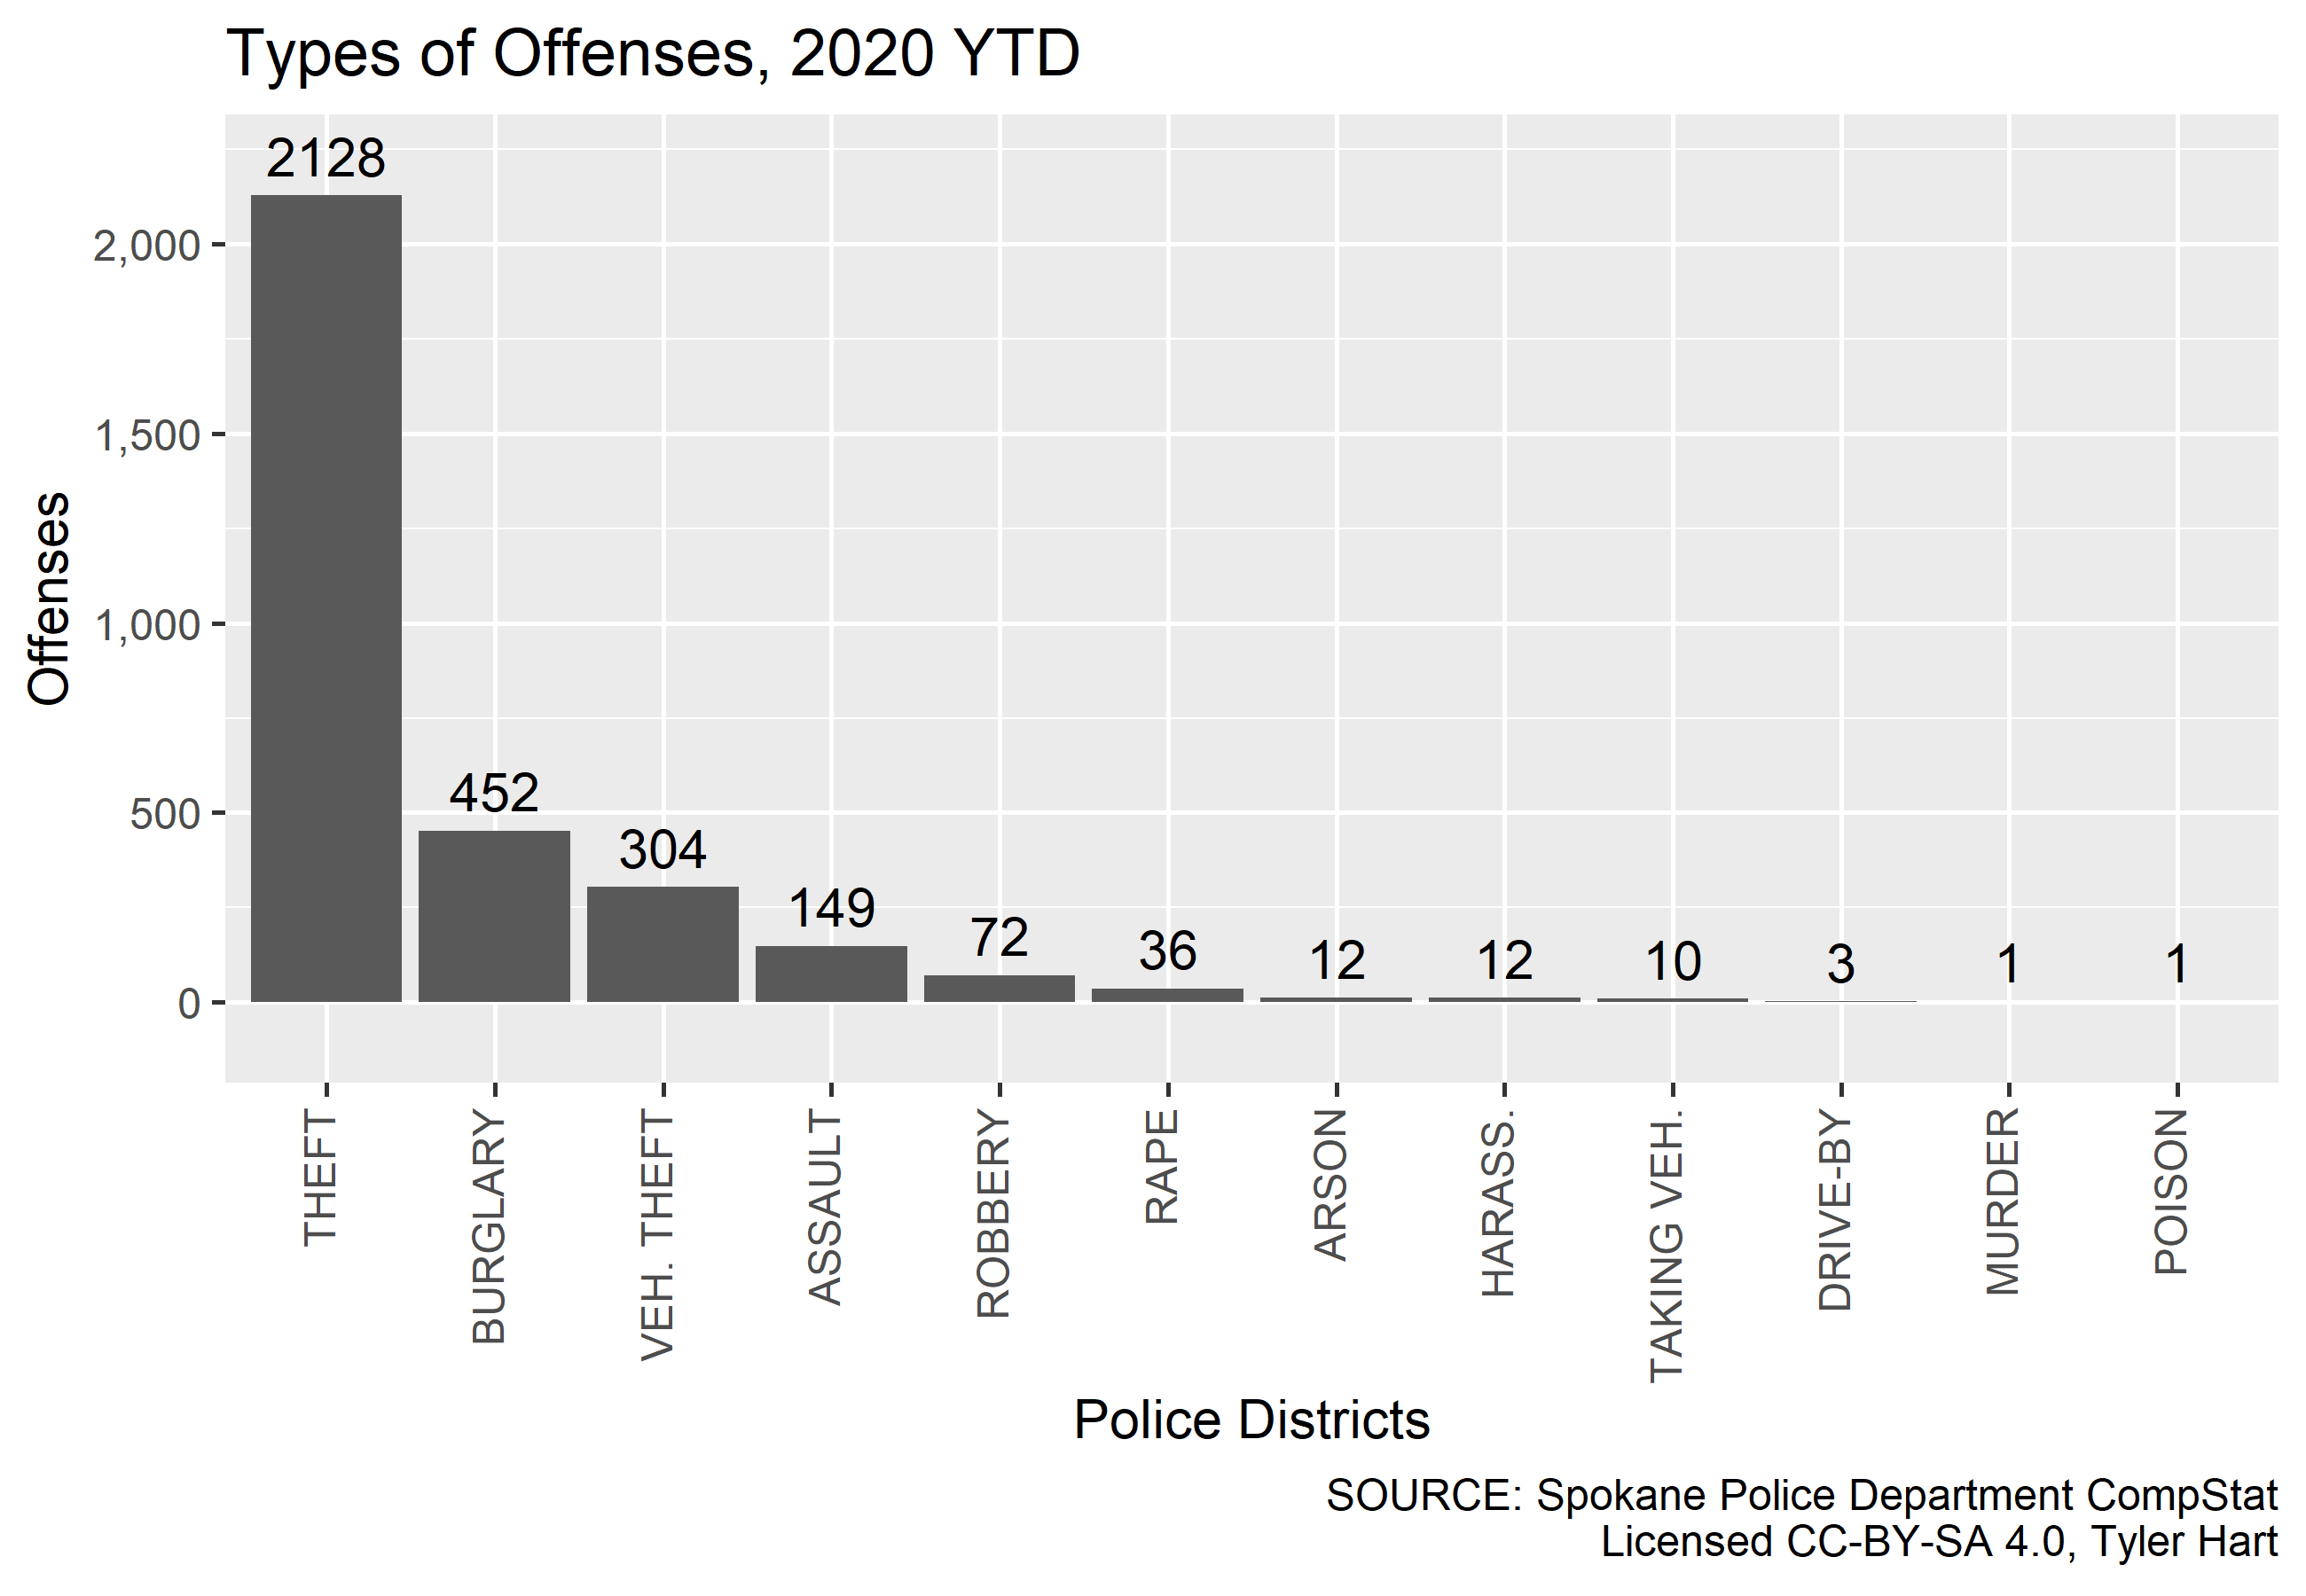 Types of Offenses, 2020 YTD
2128
2,000
1,500
1,000
500
0
Offenses
452
304
149
72
36
12
12
10
3
1
1
THEFT
BURGLARY
VEH. THEFT
ASSAULT
ROBBERY
RAPE
ARSON
HARASS.
TAKING VEH.
DRIVE-BY
MURDER
POISON
Police Districts
SOURCE: Spokane Police Department CompStat
Licensed CC-BY-SA 4.0, Tyler Hart